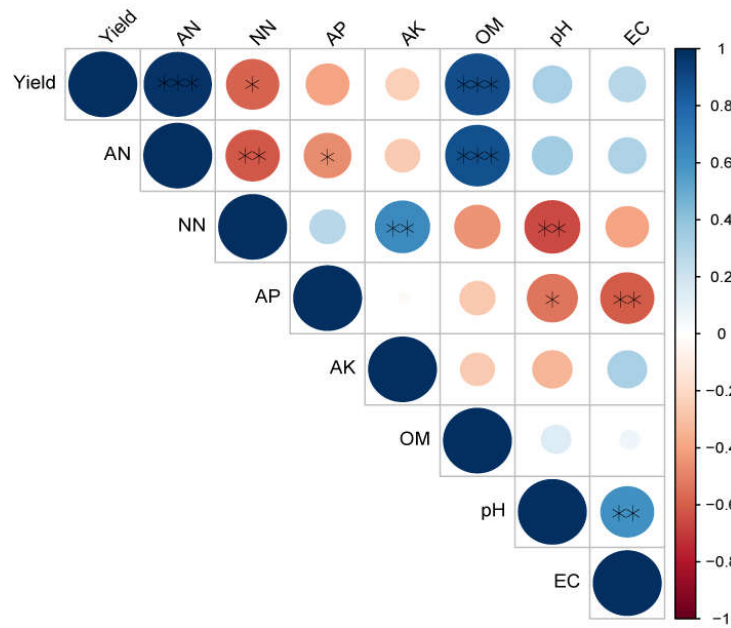 Yield AN NN AP AK OM pH EC
Yield *** * ***
AN ** * ***
NN ** **
AP * **
AK
OM
pH **
EC
1
0.8
0.6
0.4
0.2
0
-0.2
-0.4
-0.6
-0.8
-1